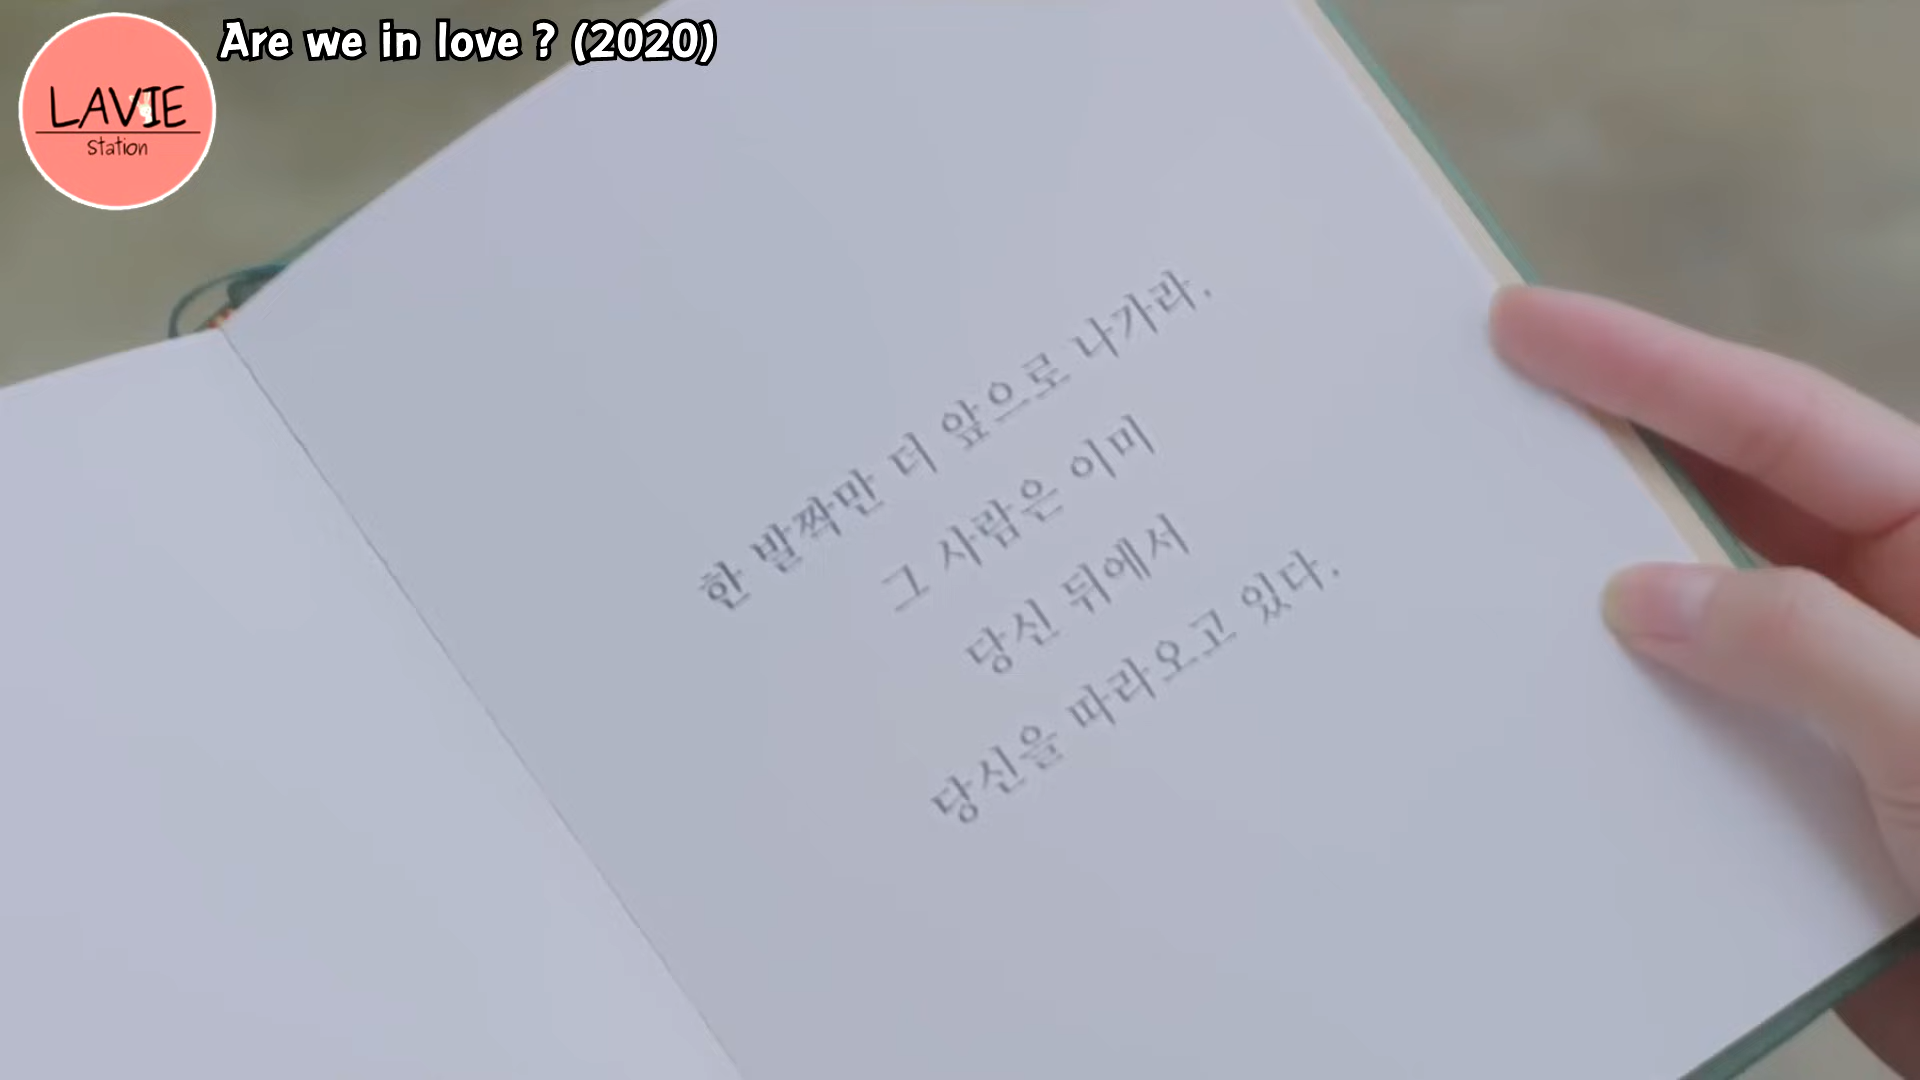 Are we in love ? (2020)
LAVIE
Station
한 발짝만 더 앞으로 나가라.
그 사람은 이미
당신 뒤에서
당신을 따라오고 있다.